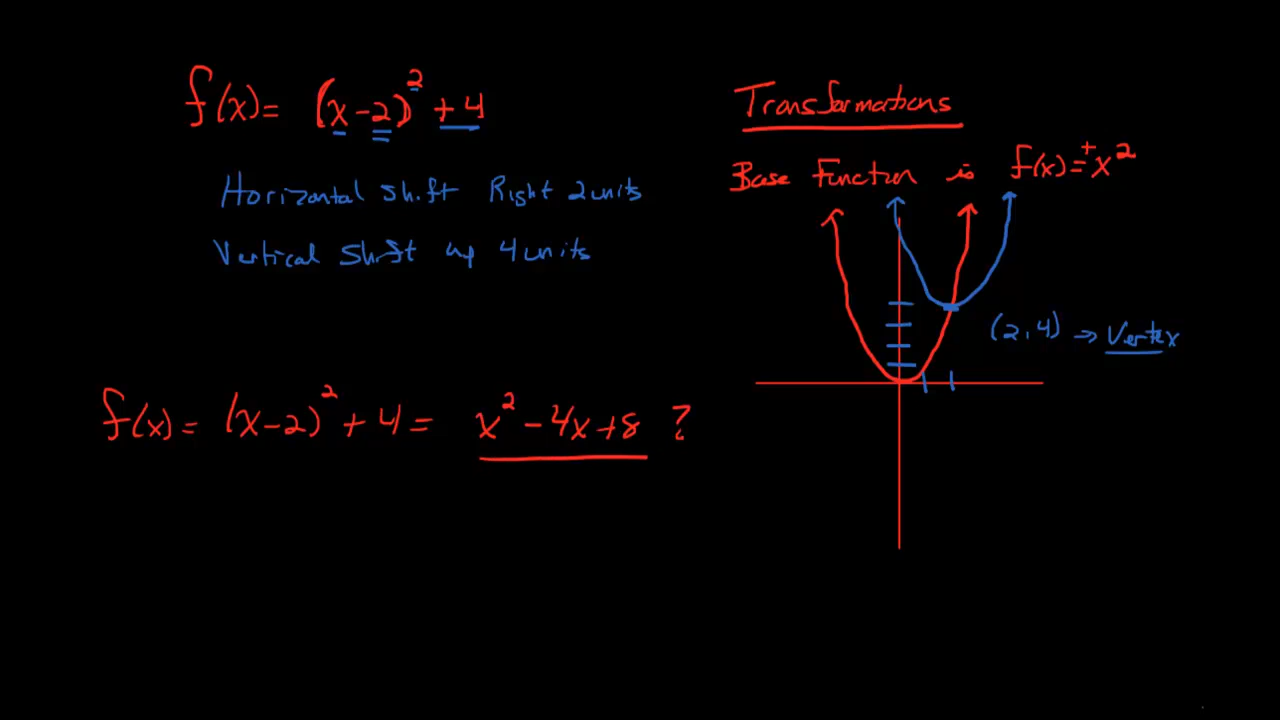 f(x) = (x-2)² + 4
Horizontal Shift Right 2 units
Vertical Shift up 4 units
f(x) = (x-2)² + 4 = x² - 4x + 8 ?
Transformations
Base Function is f(x) = +x²
(2,4) ⇒ Vertex